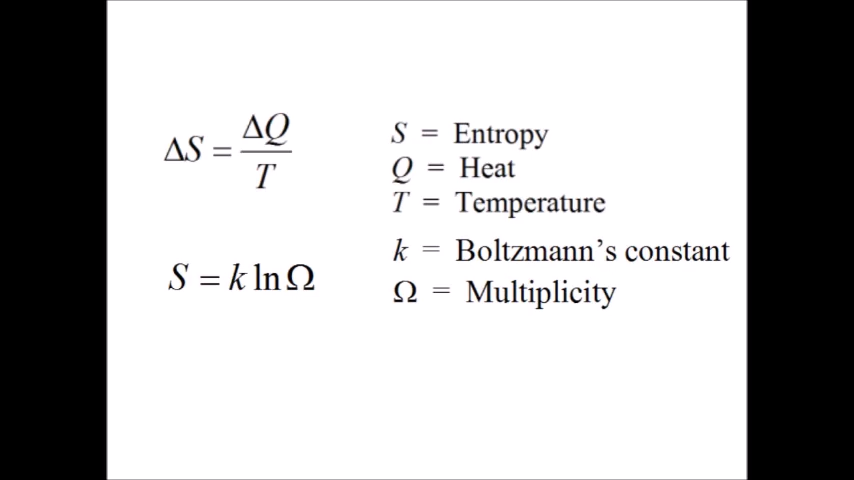 ΔS = ΔQ / T
S = k ln Ω
S = Entropy
Q = Heat
T = Temperature
k = Boltzmann’s constant
Ω = Multiplicity